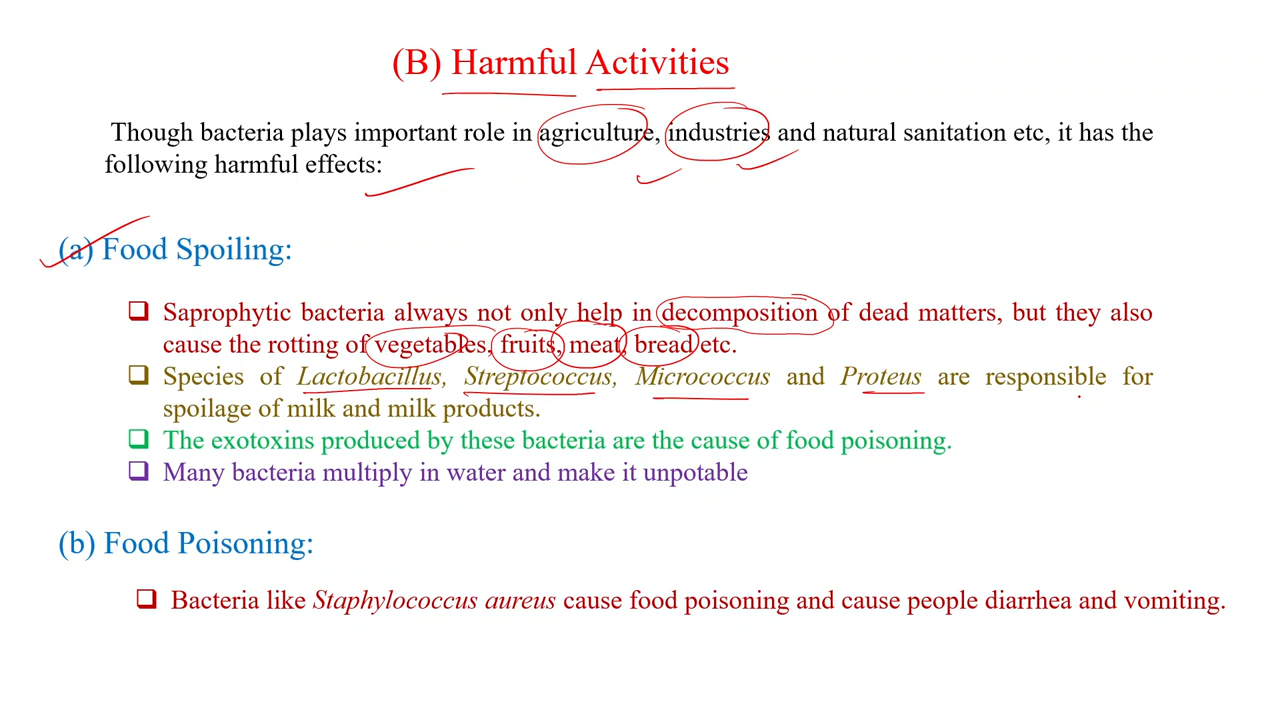 (B) Harmful Activities
Though bacteria plays important role in agriculture, industries and natural sanitation etc, it has the
following harmful effects:
(a) Food Spoiling:
❑ Saprophytic bacteria always not only help in decomposition of dead matters, but they also
cause the rotting of vegetables, fruits, meat, bread etc.
❑ Species of Lactobacillus, Streptococcus, Micrococcus and Proteus are responsible for
spoilage of milk and milk products.
❑ The exotoxins produced by these bacteria are the cause of food poisoning.
❑ Many bacteria multiply in water and make it unpotable
(b) Food Poisoning:
❑ Bacteria like Staphylococcus aureus cause food poisoning and cause people diarrhea and vomiting.